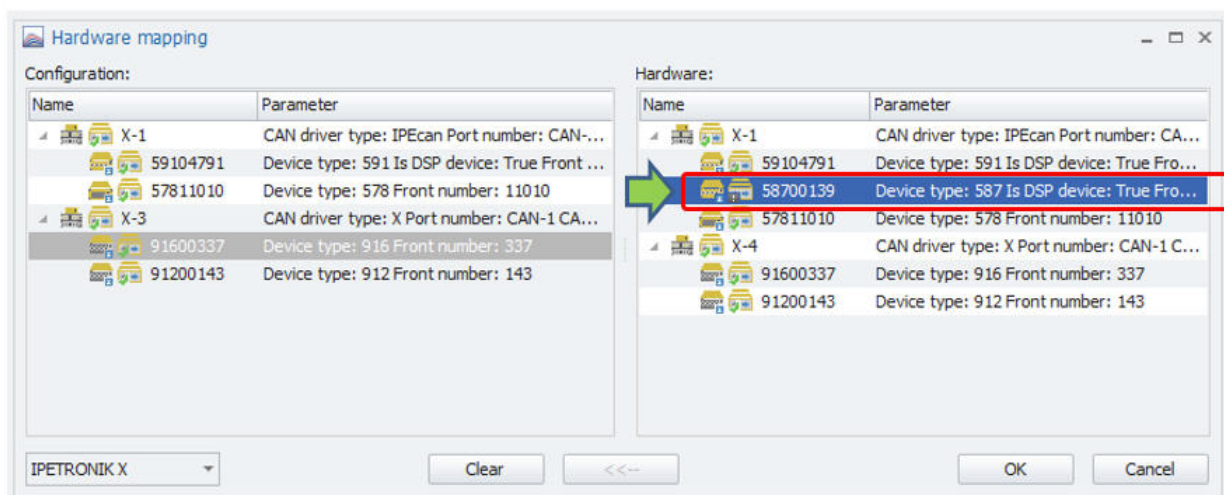 Hardware mapping
Configuration:
Name Parameter
X-1 CAN driver type: IPEcan Port number: CAN-...
59104791 Device type: 591 Is DSP device: True Front ...
57811010 Device type: 578 Front number: 11010
X-3 CAN driver type: X Port number: CAN-1 CA...
91600337 Device type: 916 Front number: 337
91200143 Device type: 912 Front number: 143
Hardware:
Name Parameter
X-1 CAN driver type: IPEcan Port number: CA...
59104791 Device type: 591 Is DSP device: True Fro...
58700139 Device type: 587 Is DSP device: True Fro...
57811010 Device type: 578 Front number: 11010
X-4 CAN driver type: X Port number: CAN-1 C...
91600337 Device type: 916 Front number: 337
91200143 Device type: 912 Front number: 143
IPETRONIK X Clear <<-- OK Cancel